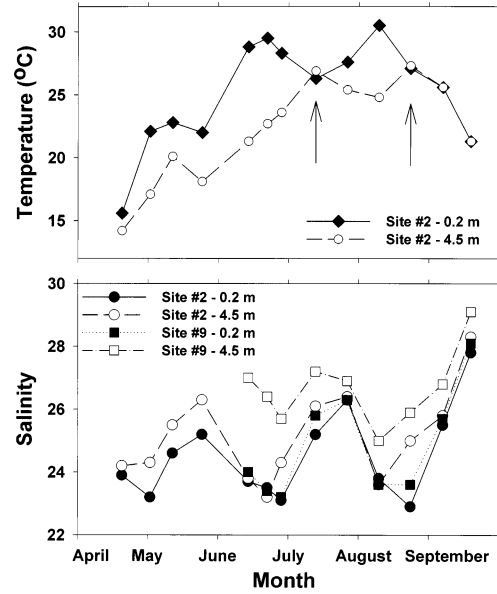 30
25
20
15
Temperature (°C)
Site #2 - 0.2 m
Site #2 - 4.5 m
30
28
26
24
22
Salinity
Site #2 - 0.2 m
Site #2 - 4.5 m
Site #9 - 0.2 m
Site #9 - 4.5 m
April May June July August September
Month